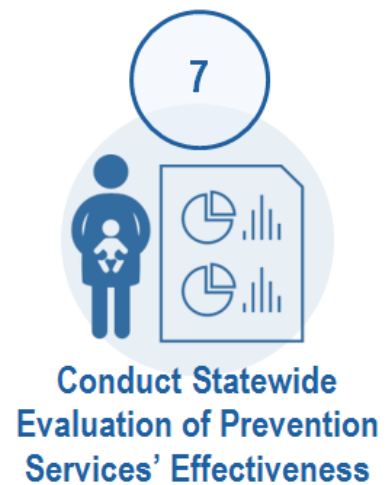 7
Conduct Statewide
Evaluation of Prevention
Services’ Effectiveness